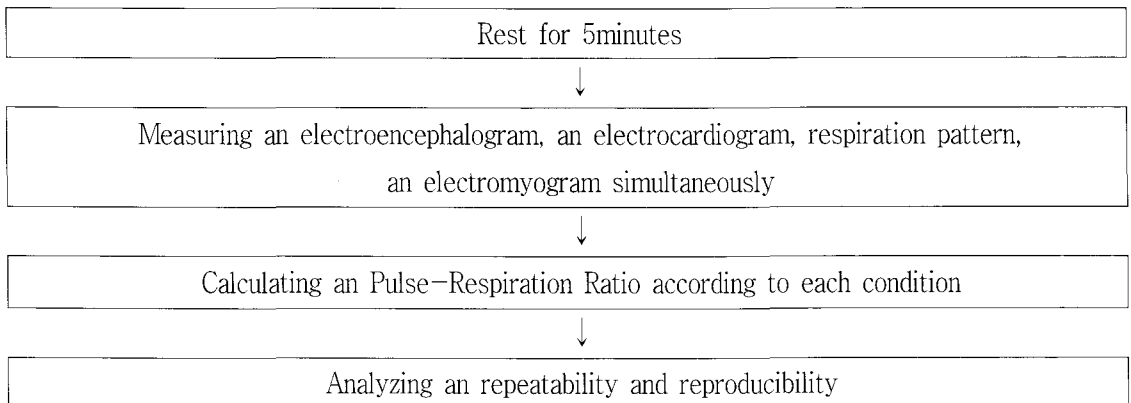 Rest for 5minutes
↓
Measuring an electroencephalogram, an electrocardiogram, respiration pattern,
an electromyogram simultaneously
↓
Calculating an Pulse-Respiration Ratio according to each condition
↓
Analyzing an repeatability and reproducibility